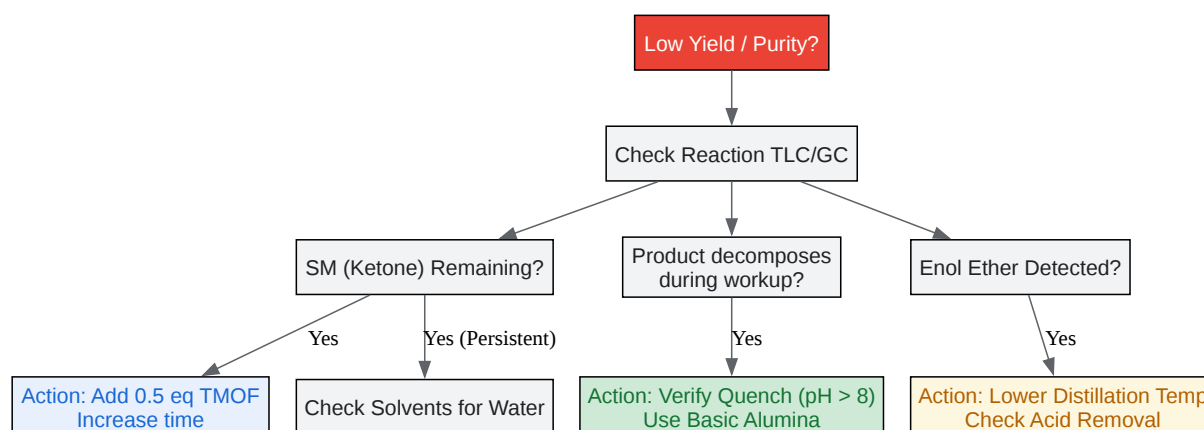 Low Yield / Purity?
Check Reaction TLC/GC
SM (Ketone) Remaining?
Product decomposes
during workup?
Enol Ether Detected?
Yes
Yes (Persistent)
Yes
Yes
Action: Add 0.5 eq TMOF
Increase time
Check Solvents for Water
Action: Verify Quench (pH > 8)
Use Basic Alumina
Action: Lower Distillation Temp
Check Acid Removal